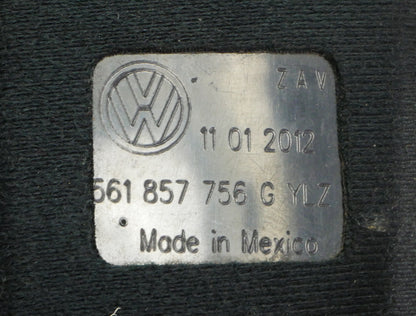 ZAV
11 01 2012
561 857 756 G YLZ
Made in Mexico